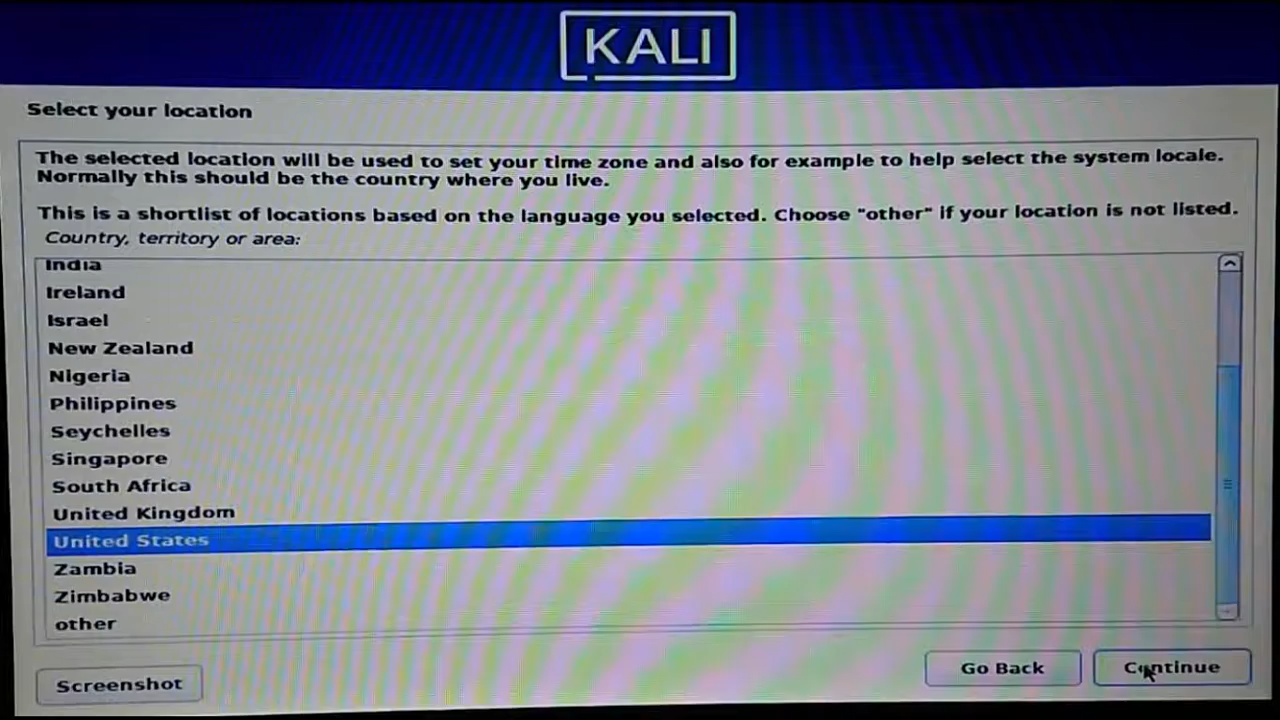 KALI
Select your location
The selected location will be used to set your time zone and also for example to help select the system locale.
Normally this should be the country where you live.
This is a shortlist of locations based on the language you selected. Choose "other" if your location is not listed.
Country, territory or area:
India
Ireland
Israel
New Zealand
Nigeria
Philippines
Seychelles
Singapore
South Africa
United Kingdom
United States
Zambia
Zimbabwe
other
Screenshot
Go Back
Continue